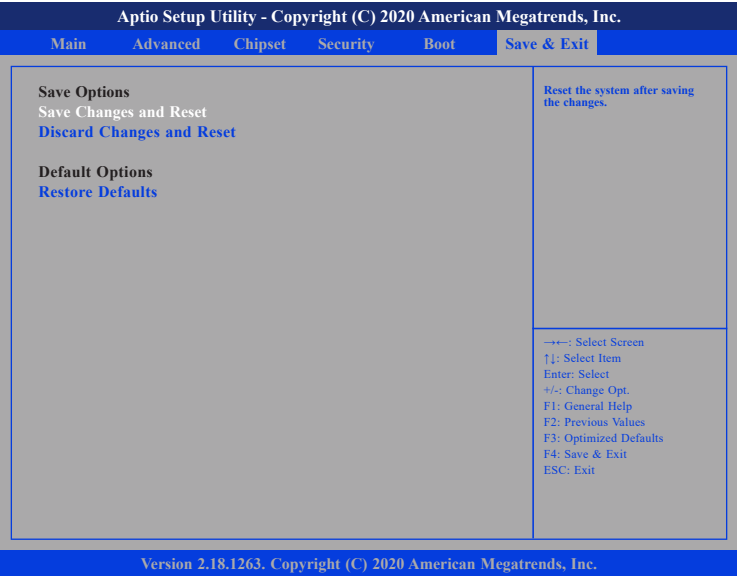 Aptio Setup Utility - Copyright (C) 2020 American Megatrends, Inc.
Main Advanced Chipset Security Boot Save & Exit
Save Options
Save Changes and Reset
Discard Changes and Reset
Default Options
Restore Defaults
Reset the system after saving
the changes.
→←: Select Screen
↑↓: Select Item
Enter: Select
+/-: Change Opt.
F1: General Help
F2: Previous Values
F3: Optimized Defaults
F4: Save & Exit
ESC: Exit
Version 2.18.1263. Copyright (C) 2020 American Megatrends, Inc.